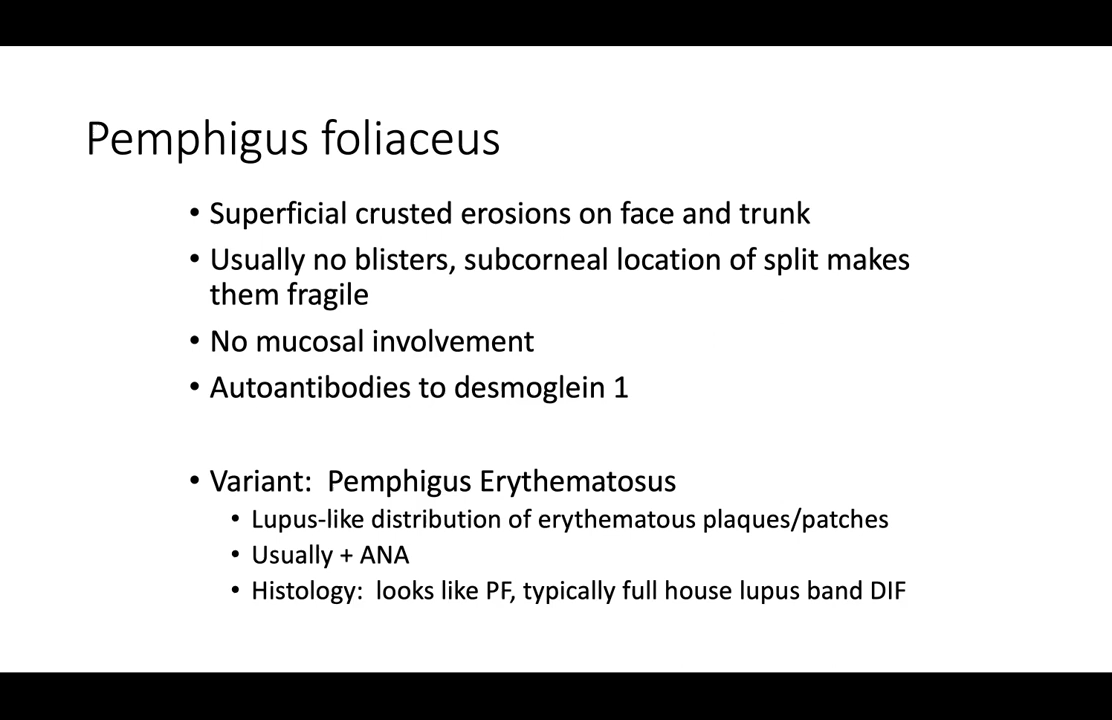 Pemphigus foliaceus
• Superficial crusted erosions on face and trunk
• Usually no blisters, subcorneal location of split makes
them fragile
• No mucosal involvement
• Autoantibodies to desmoglein 1
• Variant:  Pemphigus Erythematosus
• Lupus-like distribution of erythematous plaques/patches
• Usually + ANA
• Histology:  looks like PF, typically full house lupus band DIF